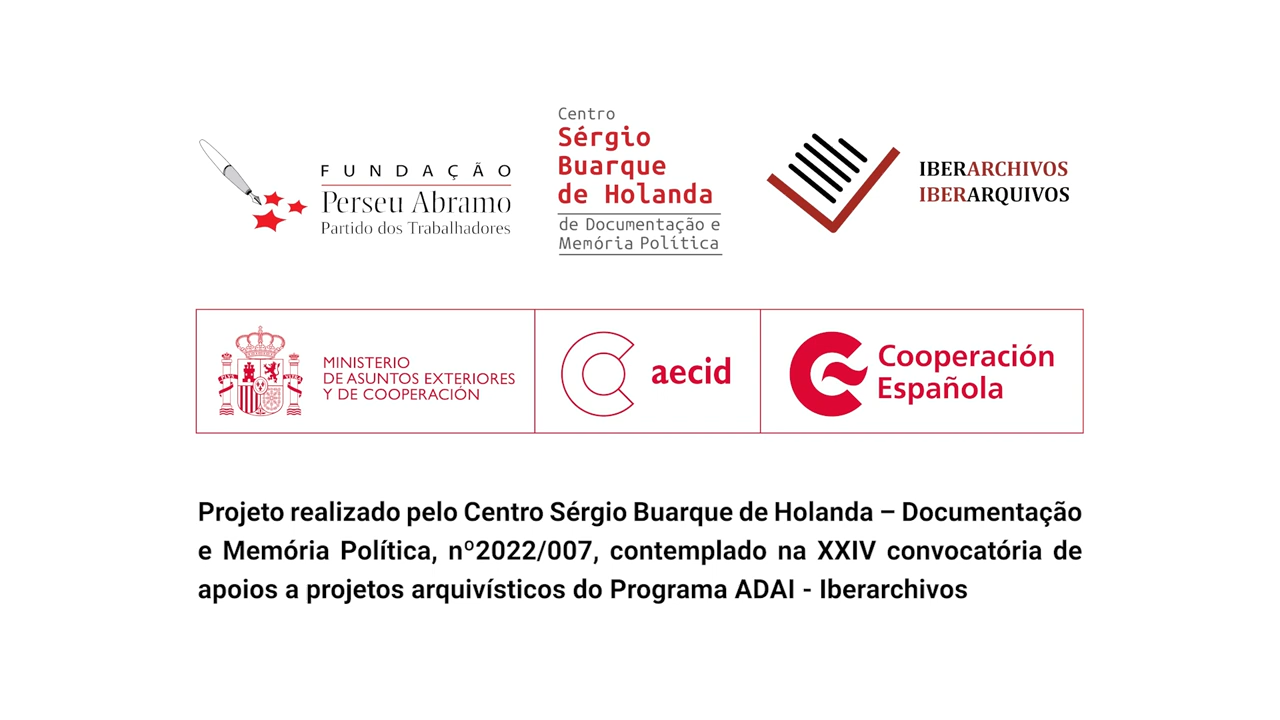 FUNDAÇÃO
Perseu Abramo
Partido dos Trabalhadores
Centro
Sérgio
Buarque
de Holanda
de Documentação e
Memória Política
IBERARCHIVOS
IBERARQUIVOS
MINISTERIO
DE ASUNTOS EXTERIORES
Y DE COOPERACIÓN
aecid
Cooperación
Española
Projeto realizado pelo Centro Sérgio Buarque de Holanda – Documentação
e Memória Política, nº2022/007, contemplado na XXIV convocatória de
apoios a projetos arquivísticos do Programa ADAI - Iberarchivos